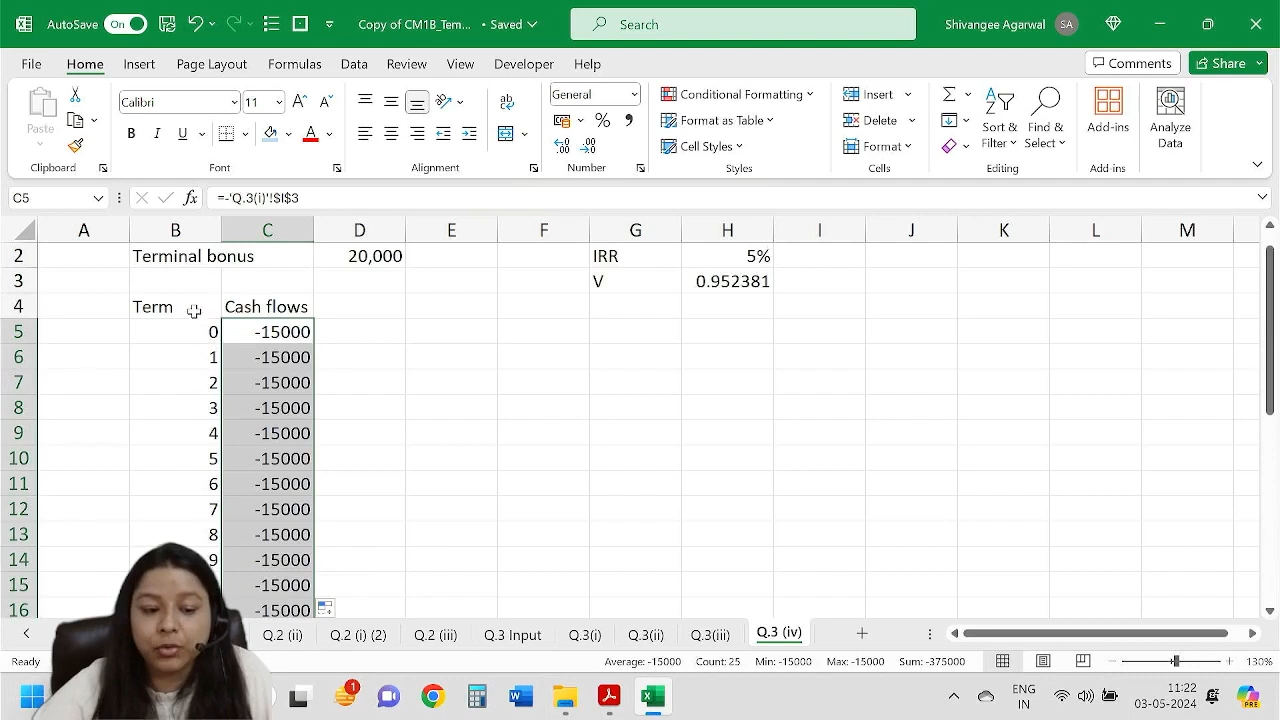 AutoSave On Copy of CM1B_Tem... • Saved Search Shivangee Agarwal SA
File Home Insert Page Layout Formulas Data Review View Developer Help Comments Share
Paste Calibri 11 General Conditional Formatting Insert Sort & Filter Find & Select Add-ins Analyze Data
B I U A ab % Format as Table Delete
Cell Styles Format
Clipboard Font Alignment Number Styles Cells Editing Add-ins
C5 fx =-'Q.3(i)'!$I$3
A B C D E F G H I J K L M
2 Terminal bonus 20,000 IRR 5%
3 V 0.952381
4 Term Cash flows
5 0 -15000
6 1 -15000
7 2 -15000
8 3 -15000
9 4 -15000
10 5 -15000
11 6 -15000
12 7 -15000
13 8 -15000
14 9 -15000
15 -15000
16 -15000
Q.2 (ii) Q.2 (i) (2) Q.2 (iii) Q.3 Input Q.3(i) Q.3(ii) Q.3(iii) Q.3 (iv)
Ready Average: -15000 Count: 25 Min: -15000 Max: -15000 Sum: -375000 130%
1 ENG IN 11:22 03-05-2024 PRE